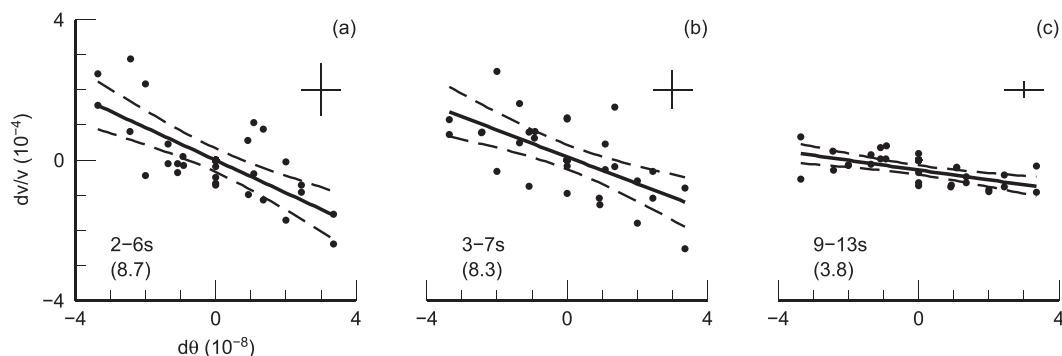 4
(a)
(b)
(c)
dv/v (10−4)
0
2−6s
3−7s
9−13s
(8.7)
(8.3)
(3.8)
−4
−4 0 4 −4 0 4 −4 0 4
dθ (10−8)